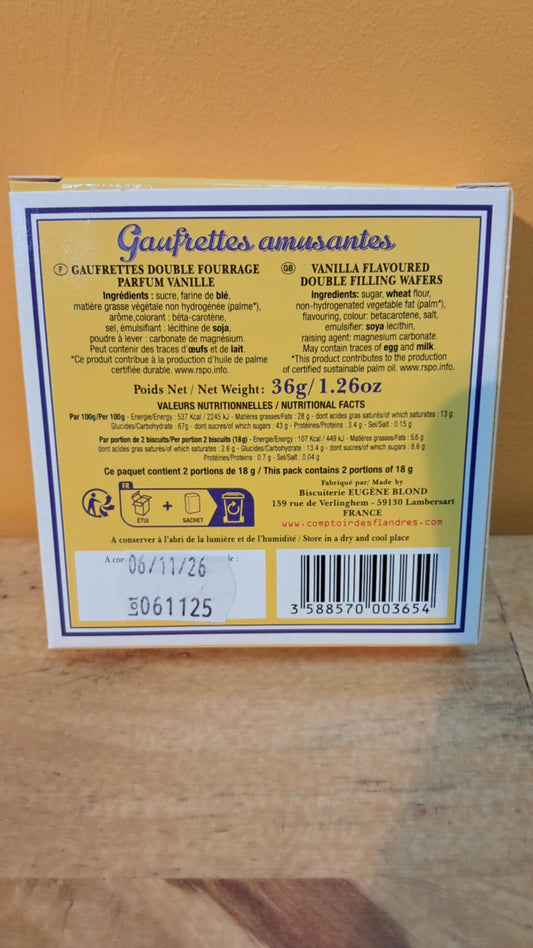 Gaufrettes amusantes
F GAUFRETTES DOUBLE FOURRAGE
PARFUM VANILLE
Ingrédients : sucre, farine de blé,
matière grasse végétale non hydrogénée (palme*),
arôme,colorant : béta-carotène,
sel, émulsifiant : lécithine de soja,
poudre à lever : carbonate de magnésium.
Peut contenir des traces d'œufs et de lait.
*Ce produit contribue à la production d'huile de palme
certifiée durable. www.rspo.info.
GB VANILLA FLAVOURED
DOUBLE FILLING WAFERS
Ingredients: sugar, wheat flour,
non-hydrogenated vegetable fat (palm*),
flavouring, colour: betacarotene, salt,
emulsifier: soya lecithin,
raising agent: magnesium carbonate.
May contain traces of egg and milk.
*This product contributes to the production
of certified sustainable palm oil. www.rspo.info.
Poids Net / Net Weight: 36g/1.26oz
VALEURS NUTRITIONNELLES / NUTRITIONAL FACTS
Par 100g/Per 100g - Energie/Energy : 537 Kcal / 2245 kJ - Matières grasses/Fats : 28 g - dont acides gras saturés/of which saturates : 13 g
Glucides/Carbohydrate : 67g - dont sucres/of which sugars : 43 g - Protéines/Proteins : 3.4 g - Sel/Salt : 0.15 g
Par portion de 2 biscuits/Per portion 2 biscuits (18g) - Energie/Energy : 107 Kcal / 449 kJ - Matières grasses/Fats : 5.6 g
dont acides gras saturés/of which saturates : 2.6 g - Glucides/Carbohydrate : 13.4 g - dont sucres/of which sugars : 8.6 g
Protéines/Proteins : 0.7 g - Sel/Salt : 0.04 g
Ce paquet contient 2 portions de 18 g / This pack contains 2 portions of 18 g
FR
ÉTUI + SACHET
Fabriqué par/ Made by
Biscuiterie EUGÈNE BLOND
159 rue de Verlinghem - 59130 Lambersart
FRANCE
www.comptoirdesflandres.com
A conserver à l'abri de la lumière et de l'humidité / Store in a dry and cool place
A con
le :
06/11/26
061125
3 588570 003654